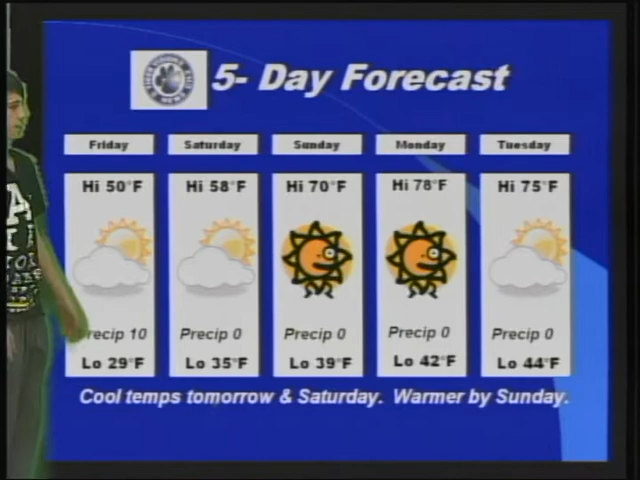 5- Day Forecast
Friday Saturday Sunday Monday Tuesday
Hi 50°F Hi 58°F Hi 70°F Hi 78°F Hi 75°F
recip 10 Precip 0 Precip 0 Precip 0 Precip 0
Lo 29°F Lo 35°F Lo 39°F Lo 42°F Lo 44°F
Cool temps tomorrow & Saturday. Warmer by Sunday.